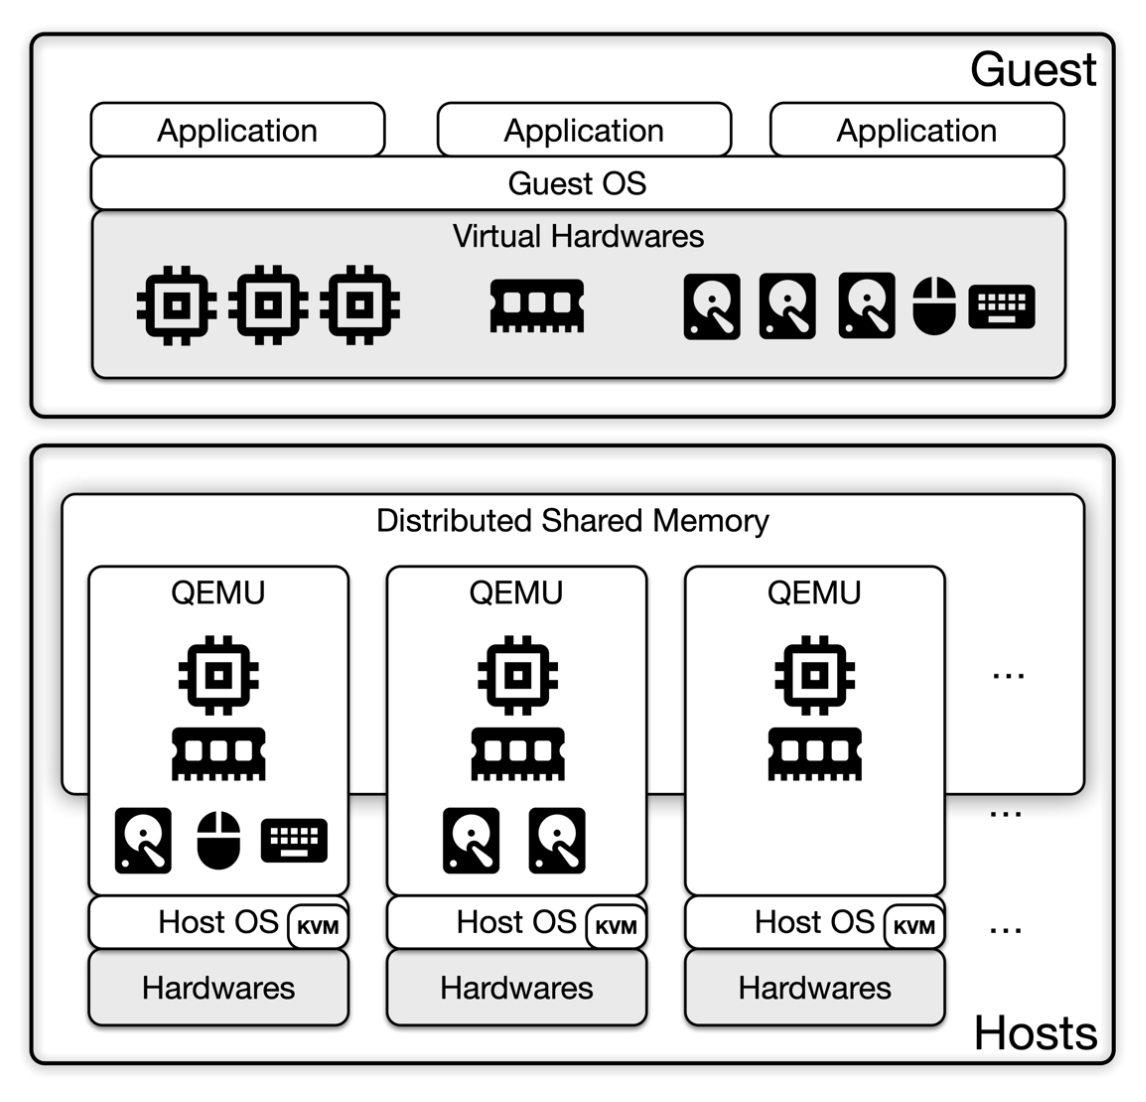 Guest
Application
Application
Application
Guest OS
Virtual Hardwares
Distributed Shared Memory
QEMU
QEMU
QEMU
...
...
Host OS KVM
Host OS KVM
Host OS KVM
...
Hardwares
Hardwares
Hardwares
Hosts